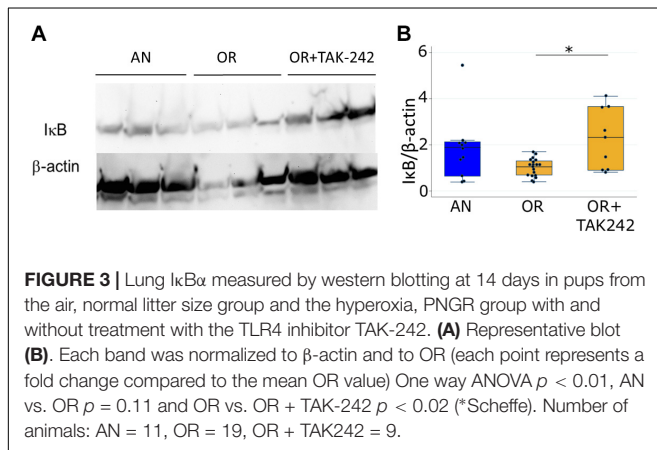 A
AN OR OR+TAK-242
IκB
β-actin
B
*
6
4
2
0
IκB/β-actin
AN OR OR+
TAK242
FIGURE 3 | Lung IκBα measured by western blotting at 14 days in pups from
the air, normal litter size group and the hyperoxia, PNGR group with and
without treatment with the TLR4 inhibitor TAK-242. (A) Representative blot
(B). Each band was normalized to β-actin and to OR (each point represents a
fold change compared to the mean OR value) One way ANOVA p < 0.01, AN
vs. OR p = 0.11 and OR vs. OR + TAK-242 p < 0.02 (*Scheffe). Number of
animals: AN = 11, OR = 19, OR + TAK242 = 9.